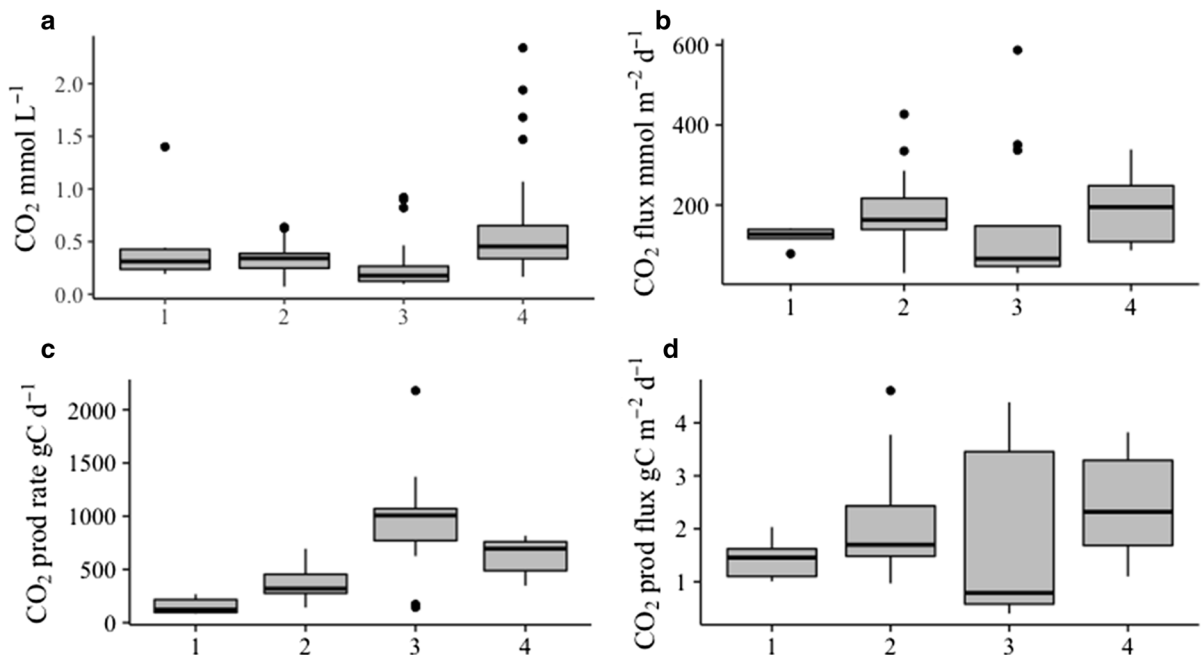 a
CO₂ mmol L⁻¹
2.0
1.5
1.0
0.5
0.0
1 2 3 4
b
CO₂ flux mmol m⁻² d⁻¹
600
400
200
1 2 3 4
c
CO₂ prod rate gC d⁻¹
2000
1500
1000
500
0
1 2 3 4
d
CO₂ prod flux gC m⁻² d⁻¹
4
3
2
1
1 2 3 4